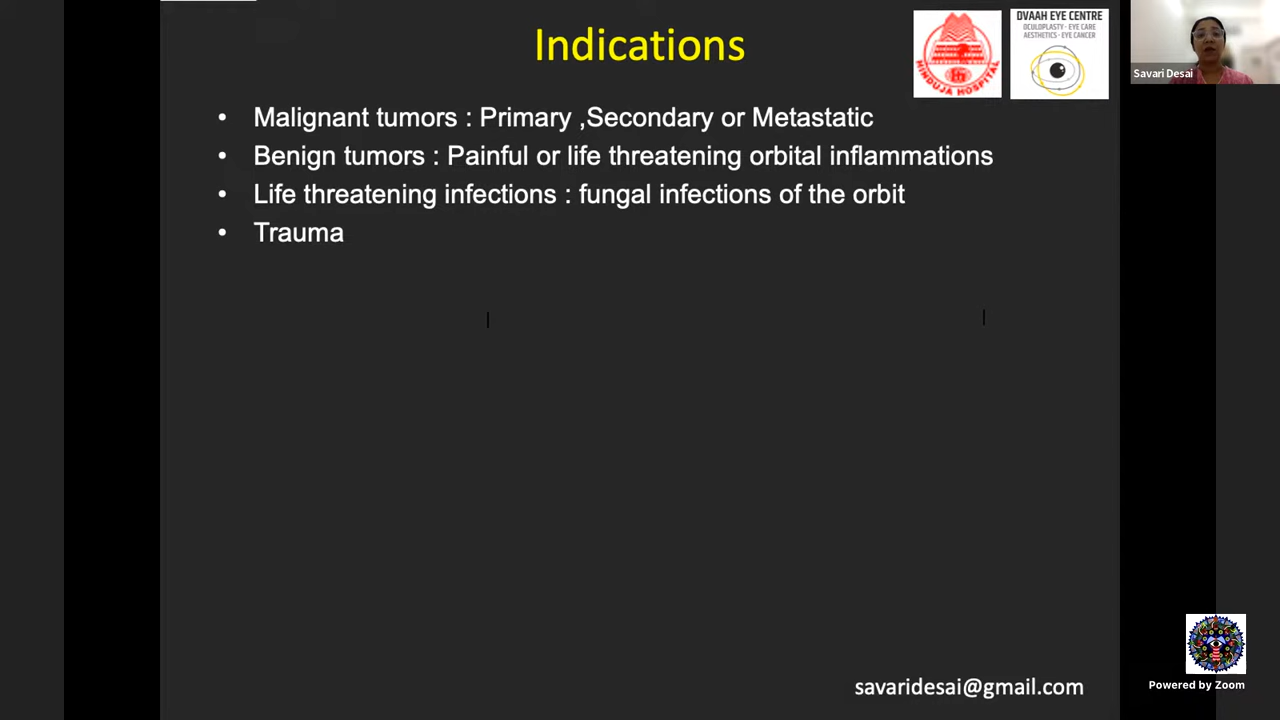 Indications
HINDUJA HOSPITAL
DVAAH EYE CENTRE
OCULOPLASTY - EYE CARE
AESTHETICS - EYE CANCER
Savari Desai
• Malignant tumors : Primary ,Secondary or Metastatic
• Benign tumors : Painful or life threatening orbital inflammations
• Life threatening infections : fungal infections of the orbit
• Trauma
savaridesai@gmail.com
Powered by Zoom